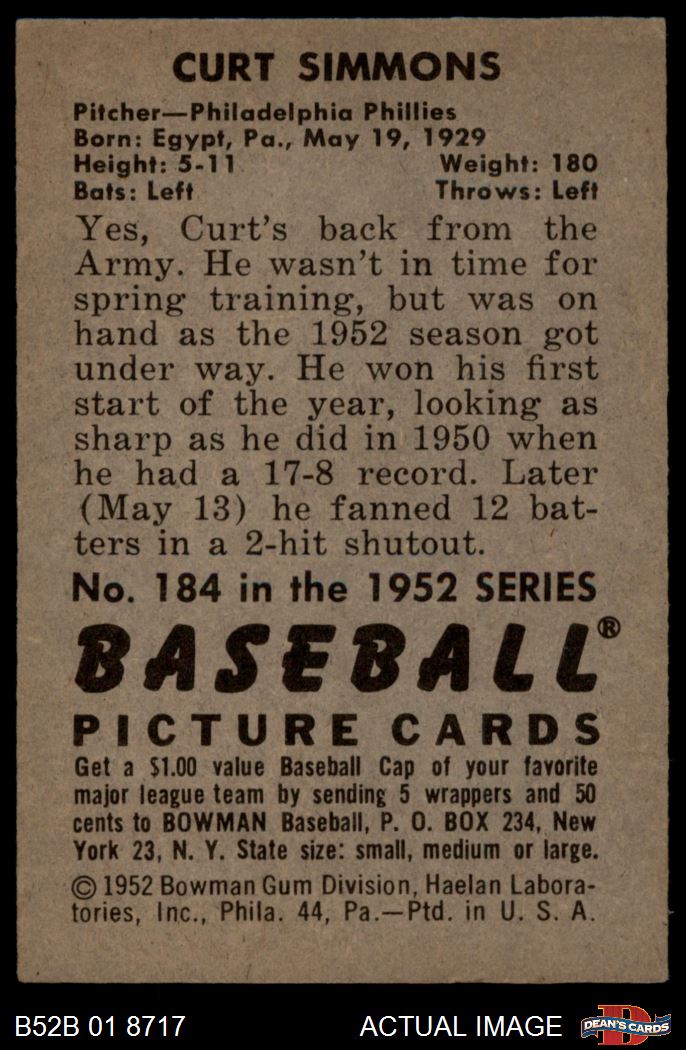 CURT SIMMONS
Pitcher—Philadelphia Phillies
Born: Egypt, Pa., May 19, 1929
Height: 5-11 Weight: 180
Bats: Left Throws: Left
Yes, Curt's back from the
Army. He wasn't in time for
spring training, but was on
hand as the 1952 season got
under way. He won his first
start of the year, looking as
sharp as he did in 1950 when
he had a 17-8 record. Later
(May 13) he fanned 12 bat-
ters in a 2-hit shutout.
No. 184 in the 1952 SERIES
BASEBALL®
PICTURE CARDS
Get a $1.00 value Baseball Cap of your favorite
major league team by sending 5 wrappers and 50
cents to BOWMAN Baseball, P. O. BOX 234, New
York 23, N. Y. State size: small, medium or large.
© 1952 Bowman Gum Division, Haelan Labora-
tories, Inc., Phila. 44, Pa.—Ptd. in U. S. A.
B52B 01 8717 ACTUAL IMAGE D DEAN'S CARDS